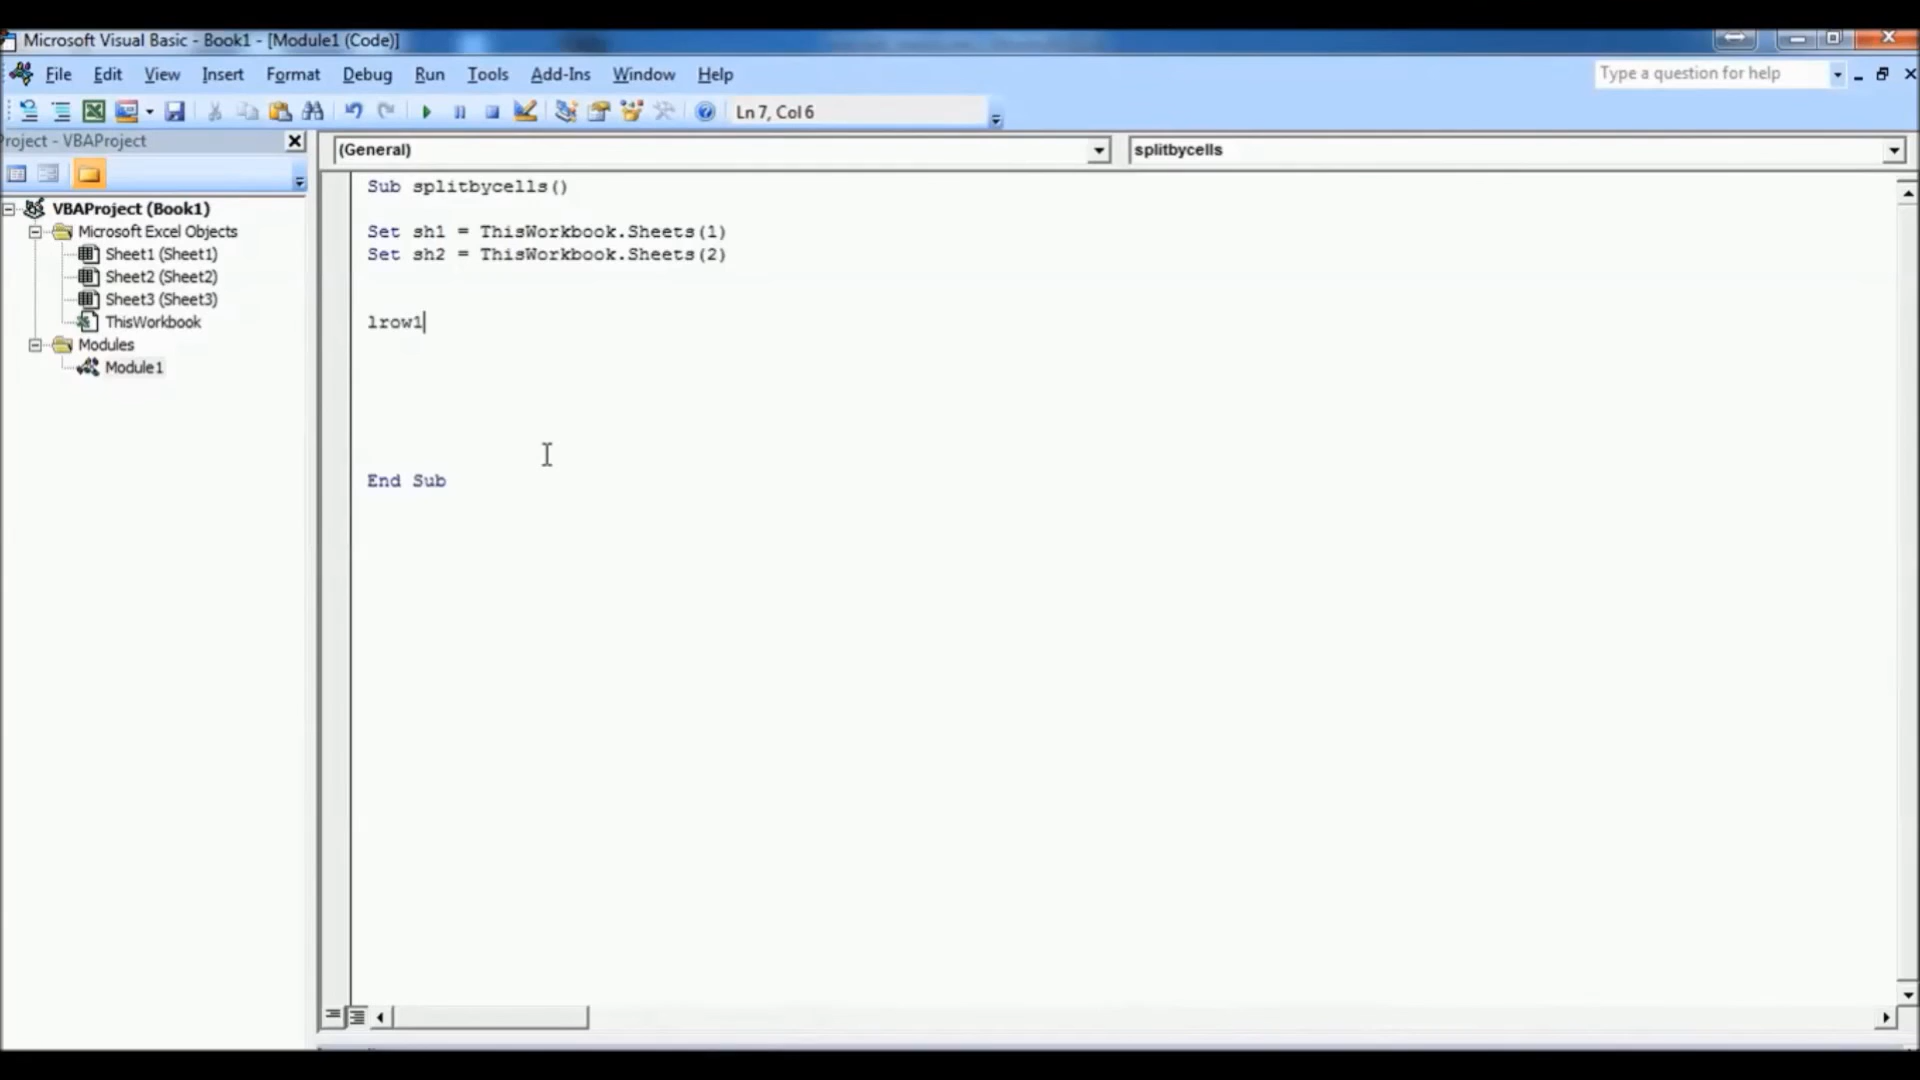 Microsoft Visual Basic - Book1 - [Module1 (Code)]
File Edit View Insert Format Debug Run Tools Add-Ins Window Help
Type a question for help
Ln 7, Col 6
roject - VBAProject
(General)
splitbycells
VBAProject (Book1)
Microsoft Excel Objects
Sheet1 (Sheet1)
Sheet2 (Sheet2)
Sheet3 (Sheet3)
ThisWorkbook
Modules
Module1
Sub splitbycells()
Set sh1 = ThisWorkbook.Sheets(1)
Set sh2 = ThisWorkbook.Sheets(2)
lrow1
End Sub